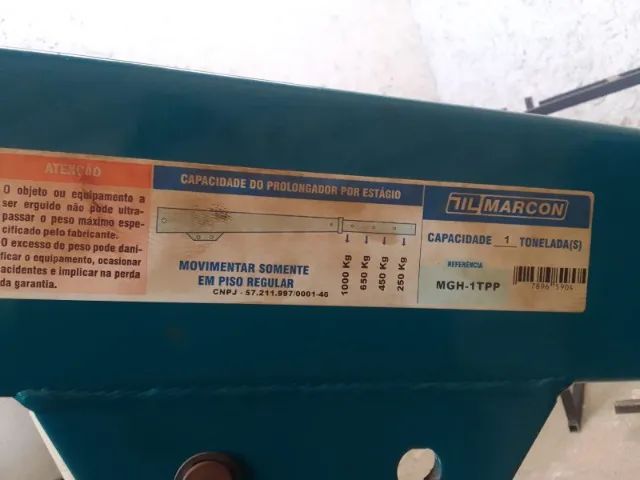 ATENÇÃO
O objeto ou equipamento a
ser erguido não pode ultra-
passar o peso máximo espe-
cificado pelo fabricante.
O excesso de peso pode dani-
ficar o equipamento, ocasionar
acidentes e implicar na perda
da garantia.
CAPACIDADE DO PROLONGADOR POR ESTÁGIO
1000 Kg
650 Kg
450 Kg
250 Kg
MOVIMENTAR SOMENTE
EM PISO REGULAR
CNPJ - 57.211.997/0001-46
MARCON
CAPACIDADE 1 TONELADA(S)
REFERÊNCIA
MGH-1TPP
7896 5904